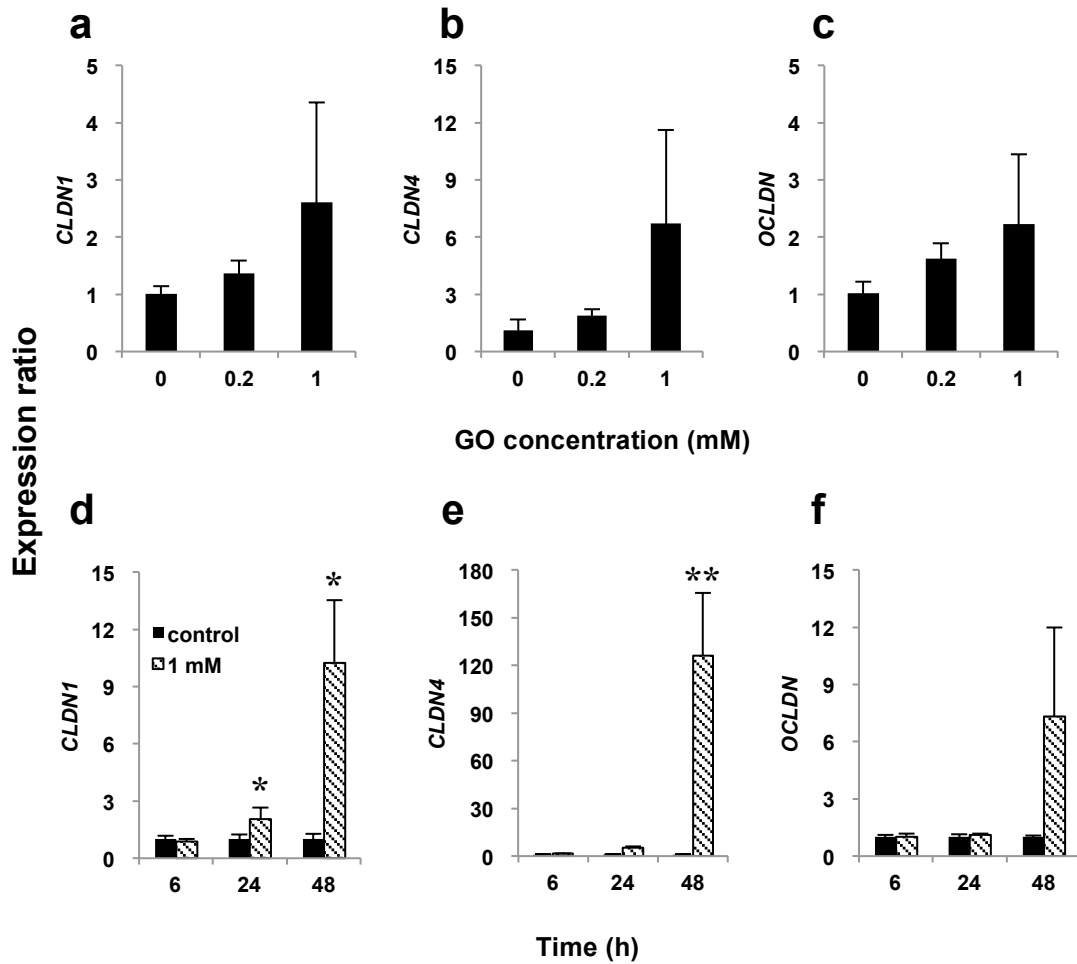 a
b
c
5
4
3
2
1
0
CLDN1
0 0.2 1
15
12
9
6
3
0
CLDN4
0 0.2 1
5
4
3
2
1
0
OCLDN
0 0.2 1
GO concentration (mM)
Expression ratio
d
e
f
15
12
9
6
3
0
CLDN1
control
1 mM
*
*
6 24 48
180
150
120
90
60
30
0
CLDN4
**
6 24 48
15
12
9
6
3
0
OCLDN
6 24 48
Time (h)